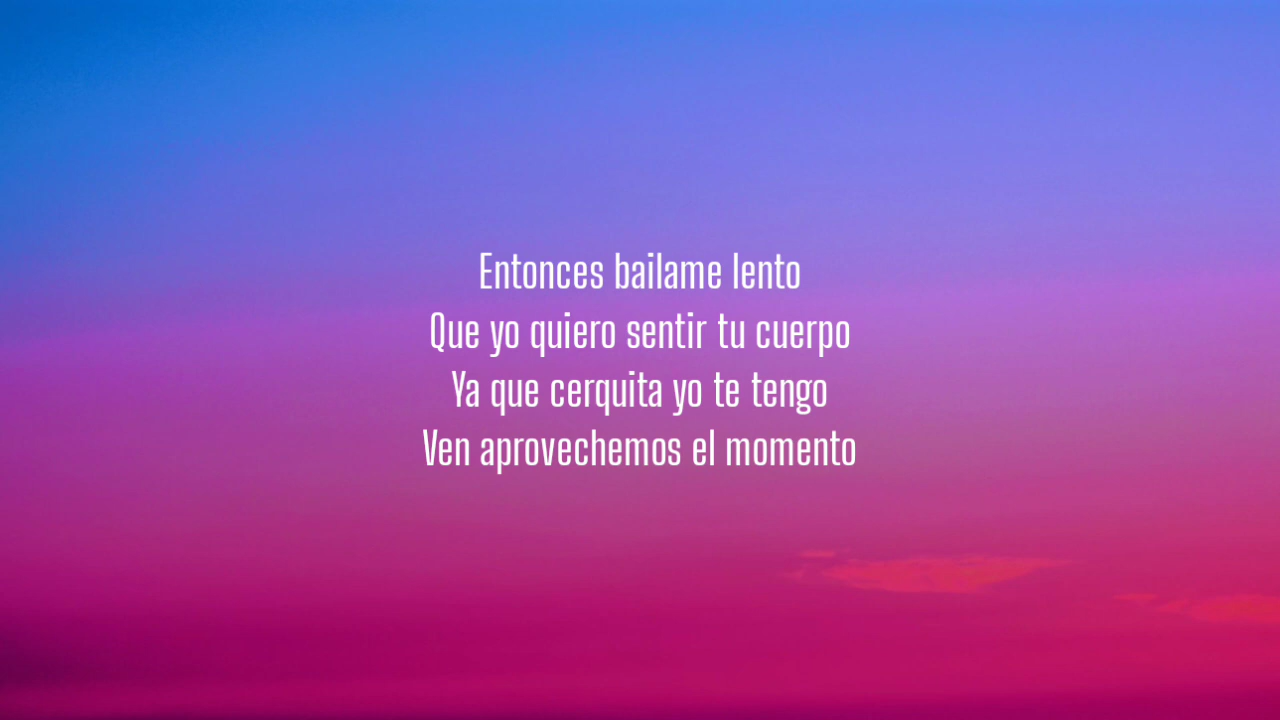 Entonces bailame lento
Que yo quiero sentir tu cuerpo
Ya que cerquita yo te tengo
Ven aprovechemos el momento